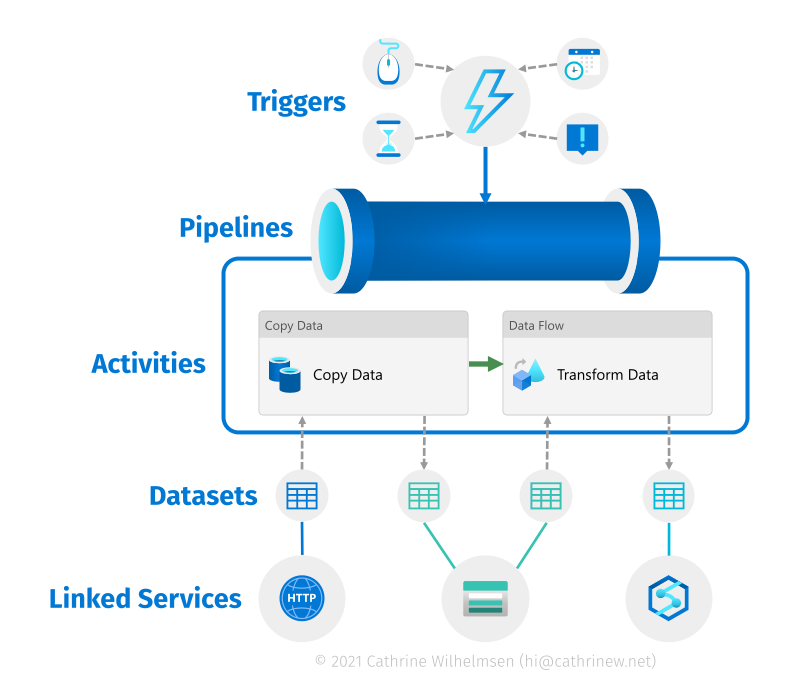 Triggers
Pipelines
Copy Data
Data Flow
Activities
Copy Data
Transform Data
Datasets
Linked Services
HTTP
© 2021 Cathrine Wilhelmsen (hi@cathrinew.net)